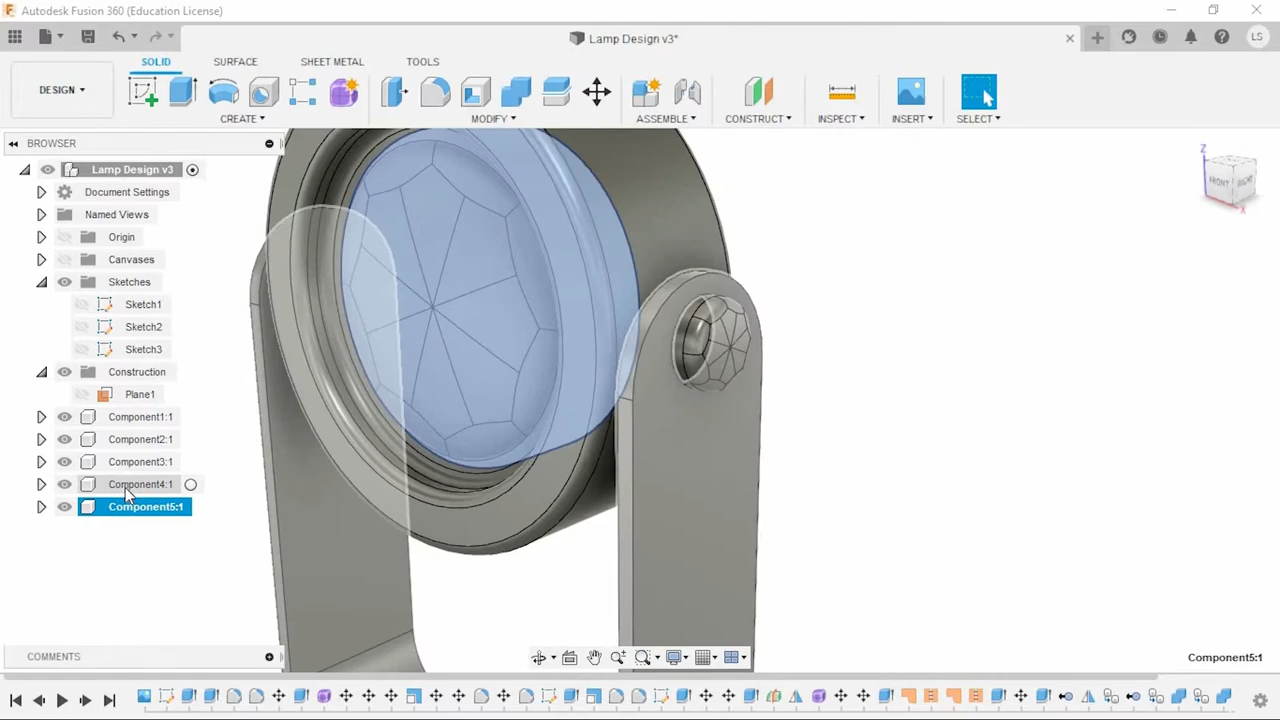 Autodesk Fusion 360 (Education License)
Lamp Design v3*
LS
SOLID
SURFACE
SHEET METAL
TOOLS
DESIGN
CREATE
MODIFY
ASSEMBLE
CONSTRUCT
INSPECT
INSERT
SELECT
BROWSER
Lamp Design v3
Document Settings
Named Views
Origin
Canvases
Sketches
Sketch1
Sketch2
Sketch3
Construction
Plane1
Component1:1
Component2:1
Component3:1
Component4:1
Component5:1
Z
FRONT
RIGHT
X
COMMENTS
Component5:1